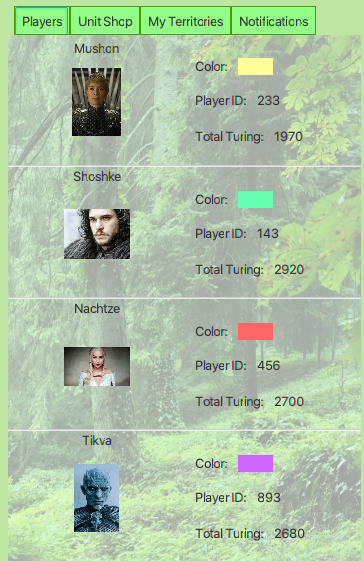 Players Unit Shop My Territories Notifications
Mushon
Color:
Player ID: 233
Total Turing: 1970
Shoshke
Color:
Player ID: 143
Total Turing: 2920
Nachtze
Color:
Player ID: 456
Total Turing: 2700
Tikva
Color:
Player ID: 893
Total Turing: 2680